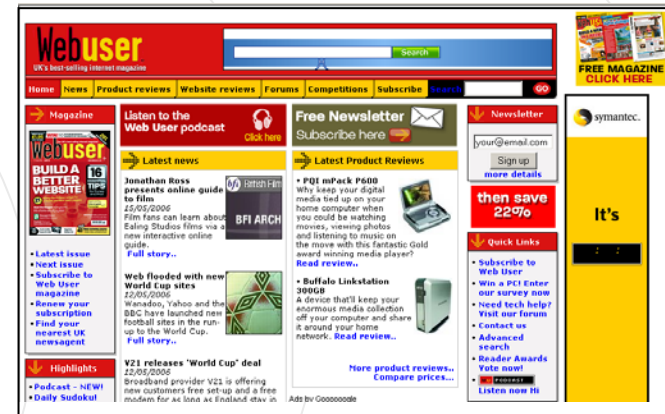 Webuser
UK's best-selling internet magazine
Search
FREE MAGAZINE
CLICK HERE
Home News Product reviews Website reviews Forums Competitions Subscribe Search GO
Magazine
Webuser
BUILD A
BETTER
WEBSITE
16
TIPS
• Latest issue
• Next issue
• Subscribe to
Web User
magazine
• Renew your
subscription
• Find your
nearest UK
newsagent
Highlights
• Podcast - NEW!
• Daily Sudoku!
Listen to the
Web User podcast
Click here
Latest news
Jonathan Ross
presents online guide
to film
15/05/2006
Film fans can learn about
Ealing Studios films via a
new interactive online
guide.
Full story..
British Film
BFI ARCH
Web flooded with new
World Cup sites
12/05/2006
Wanadoo, Yahoo and the
BBC have launched new
football sites in the run-
up to the World Cup.
Full story..
V21 releases 'World Cup' deal
12/05/2006
Broadband provider V21 is offering
new customers free set-up and a free
modem for as long as England stay in
Free Newsletter
Subscribe here
Latest Product Reviews
• PQI mPack P600
Why keep your digital
media tied up on your
home computer when
you could be watching
movies, viewing photos
and listening to music on
the move with this fantastic Gold
award winning media player?
Read review..
• Buffalo Linkstation
300GB
A device that'll keep your
enormous media collection
off your computer and share
it around your home
network. Read review..
More product reviews..
Compare prices...
Ads by Goooooogle
Newsletter
your@email.com
Sign up
more details
then save
22%
Quick Links
• Subscribe to
Web User
• Win a PC! Enter
our survey now
• Need tech help?
Visit our forum
• Contact us
• Advanced
search
• Reader Awards
Vote now!
• PODCAST
Listen now Hi
symantec.
It's